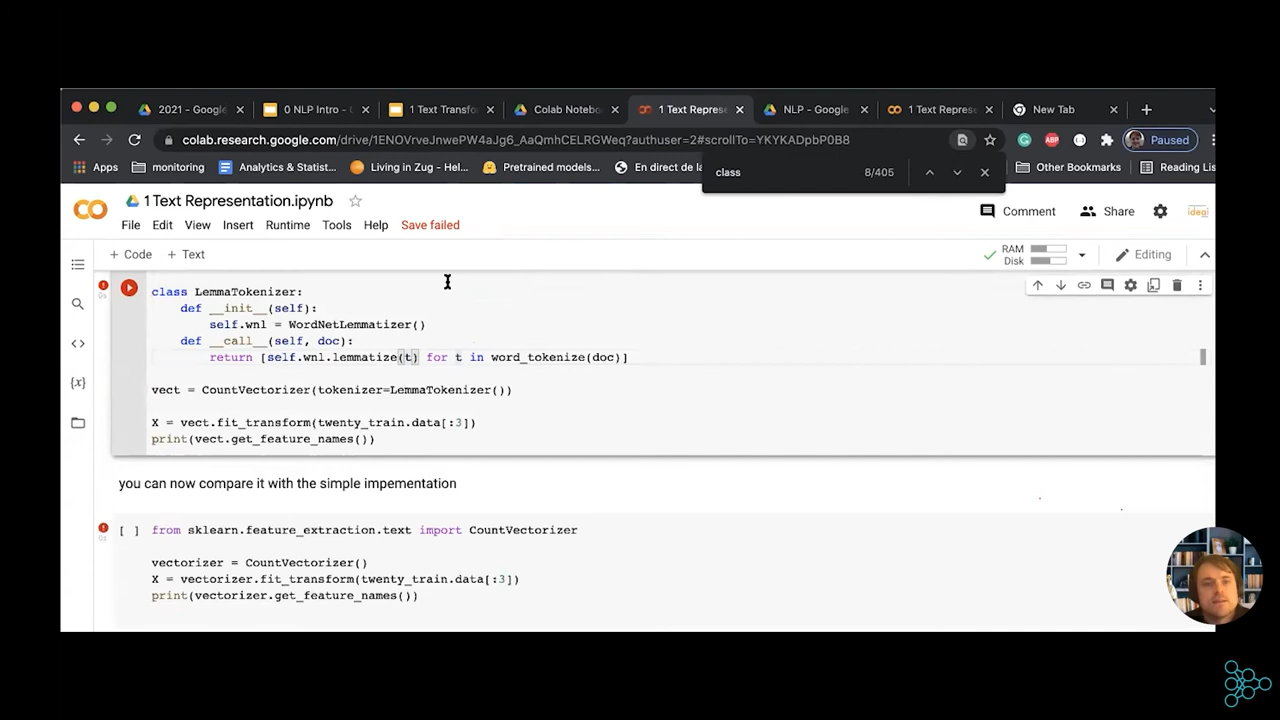 2021 - Google
0 NLP Intro - G
1 Text Transfo
Colab Notebo
1 Text Represe
NLP - Google
1 Text Represe
New Tab
colab.research.google.com/drive/1ENOVrveJnwePW4aJg6_AaQmhCELRGWeq?authuser=2#scrollTo=YKYKADpbP0B8
ABP
Paused
Apps
monitoring
Analytics & Statist...
Living in Zug - Hel...
Pretrained models...
En direct de la
Other Bookmarks
Reading Lis
class
8/405
1 Text Representation.ipynb
File Edit View Insert Runtime Tools Help Save failed
Comment
Share
+ Code + Text
RAM
Disk
Editing
class LemmaTokenizer:
def __init__(self):
self.wnl = WordNetLemmatizer()
def __call__(self, doc):
return [self.wnl.lemmatize(t) for t in word_tokenize(doc)]
vect = CountVectorizer(tokenizer=LemmaTokenizer())
X = vect.fit_transform(twenty_train.data[:3])
print(vect.get_feature_names())
you can now compare it with the simple impementation
[ ] from sklearn.feature_extraction.text import CountVectorizer
vectorizer = CountVectorizer()
X = vectorizer.fit_transform(twenty_train.data[:3])
print(vectorizer.get_feature_names())